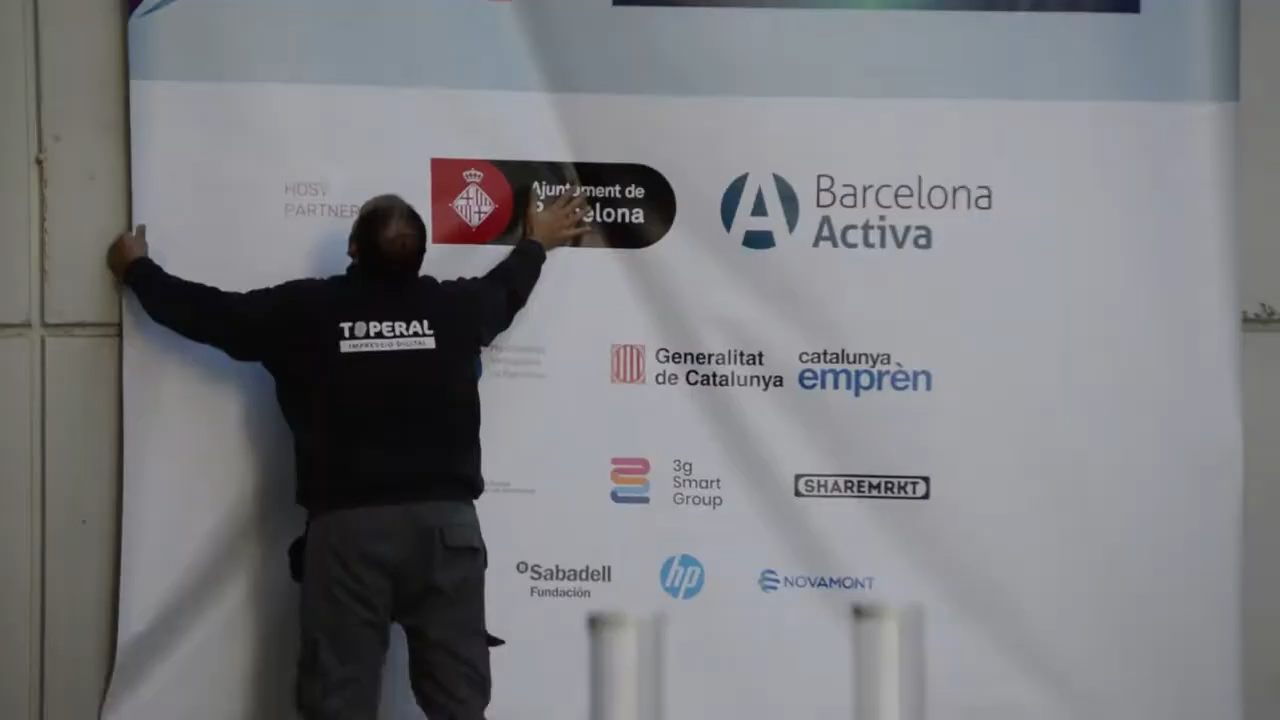 HOST
PARTNER
Ajuntament de
Barcelona
Barcelona
Activa
TOPERAL
IMPRESSIÓ DIGITAL
Generalitat
de Catalunya
catalunya
emprèn
3g
Smart
Group
SHAREMRKT
Sabadell
Fundación
hp
NOVAMONT